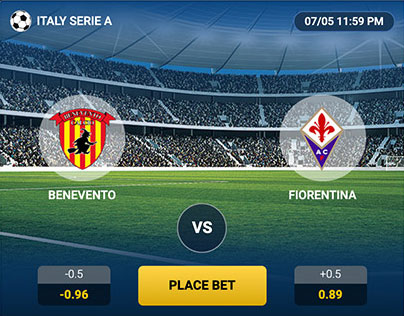 ITALY SERIE A
07/05 11:59 PM
BENEVENTO
A C
BENEVENTO
FIORENTINA
VS
-0.5
PLACE BET
+0.5
-0.96
0.89